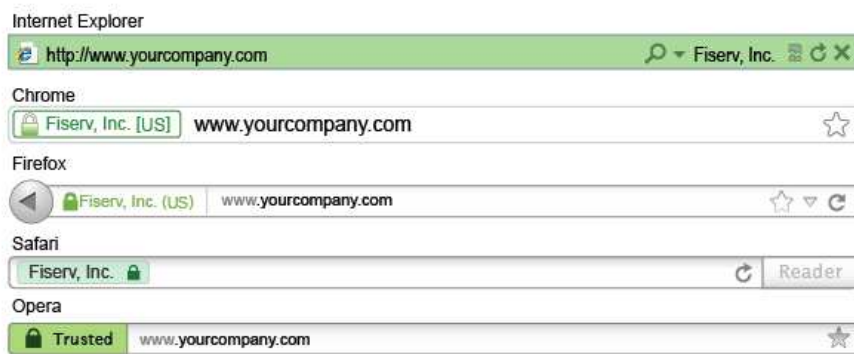 Internet Explorer
http://www.yourcompany.com Fiserv, Inc.
Chrome
Fiserv, Inc. [US] www.yourcompany.com
Firefox
Fiserv, Inc. (US) www.yourcompany.com
Safari
Fiserv, Inc. Reader
Opera
Trusted www.yourcompany.com